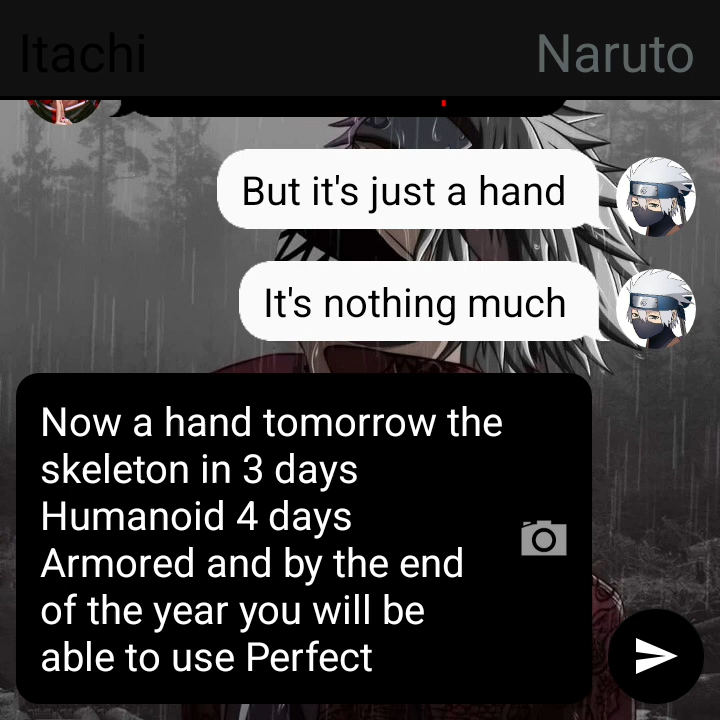 Itachi
Naruto
But it's just a hand
It's nothing much
Now a hand tomorrow the
skeleton in 3 days
Humanoid 4 days
Armored and by the end
of the year you will be
able to use Perfect